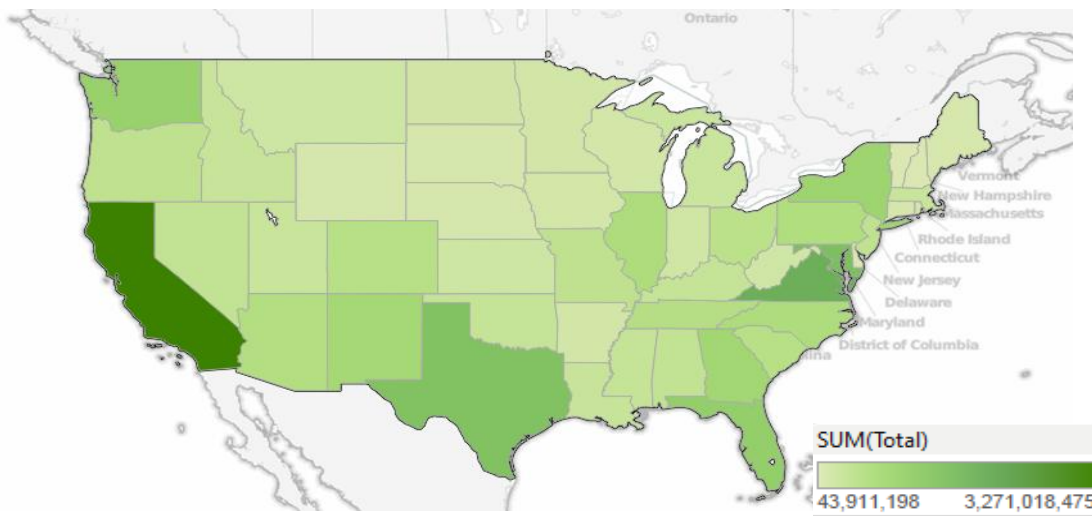 Ontario
Vermont
New Hampshire
Massachusetts
Rhode Island
Connecticut
New Jersey
Delaware
Maryland
District of Columbia
ina
SUM(Total)
43,911,198 3,271,018,475